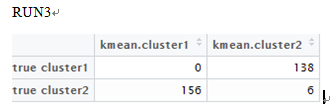 RUN3
kmean.cluster1 kmean.cluster2
true cluster1 0 138
true cluster2 156 6